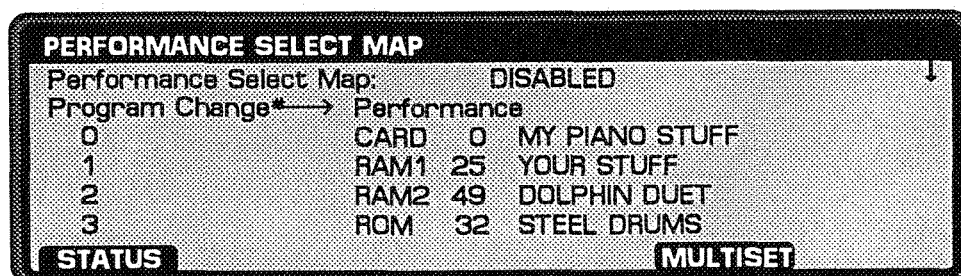 PERFORMANCE SELECT MAP
Performance Select Map: DISABLED
Program Change*→ Performance
0 CARD 0 MY PIANO STUFF
1 RAM1 25 YOUR STUFF
2 RAM2 49 DOLPHIN DUET
3 ROM 32 STEEL DRUMS
STATUS MULTISET